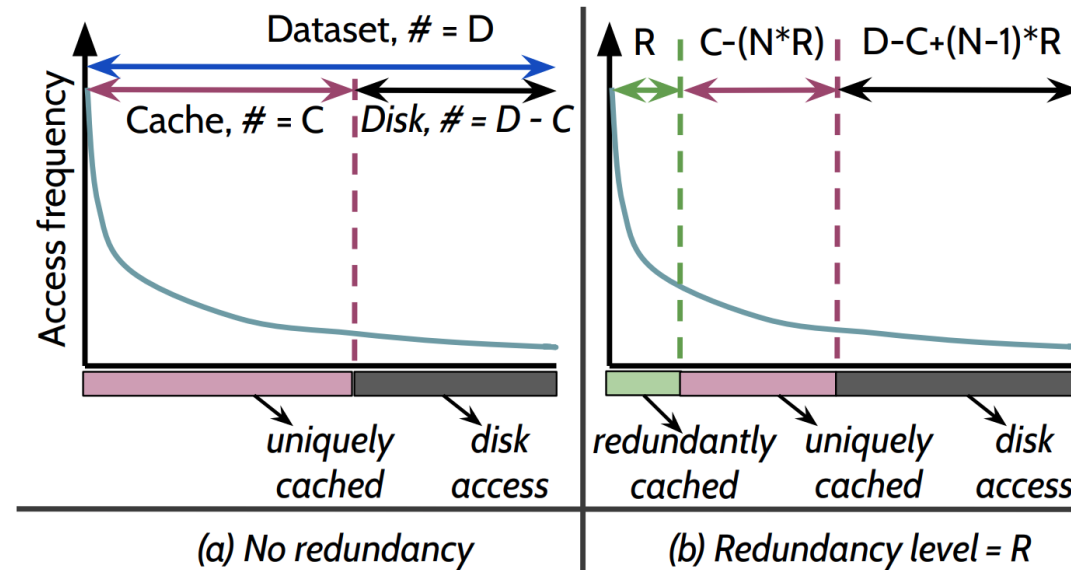 Access frequency
Dataset, # = D
Cache, # = C
Disk, # = D - C
uniquely
cached
disk
access
(a) No redundancy
R
C-(N*R)
D-C+(N-1)*R
redundantly
cached
uniquely
cached
disk
access
(b) Redundancy level = R